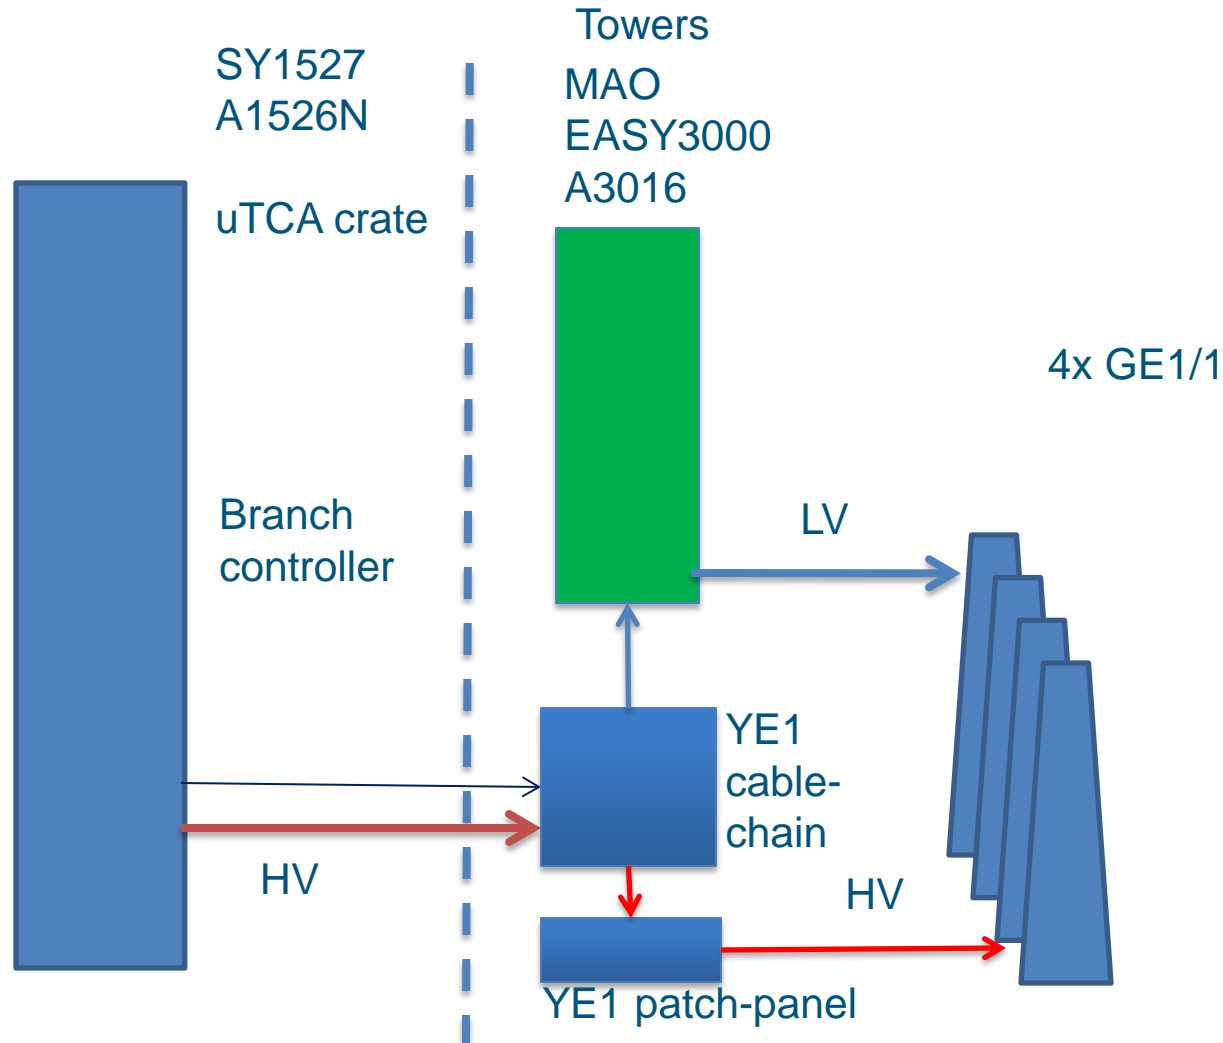 SY1527
A1526N
uTCA crate
Branch
controller
HV
Towers
MAO
EASY3000
A3016
4x GE1/1
LV
YE1
cable-
chain
HV
YE1 patch-panel